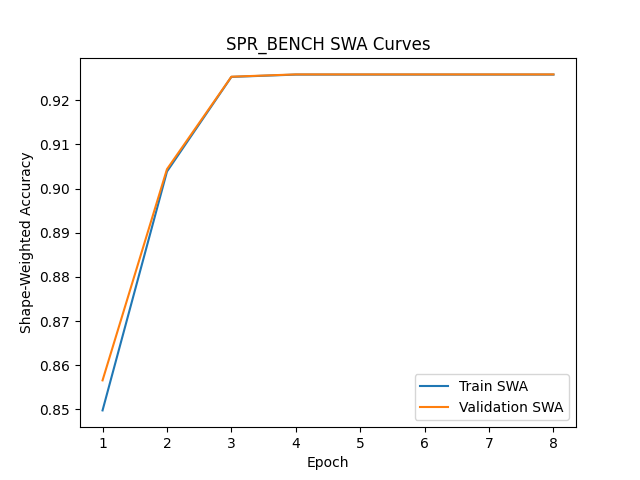 SPR_BENCH SWA Curves
Shape-Weighted Accuracy
0.92
0.91
0.90
0.89
0.88
0.87
0.86
0.85
1 2 3 4 5 6 7 8
Epoch
Train SWA
Validation SWA